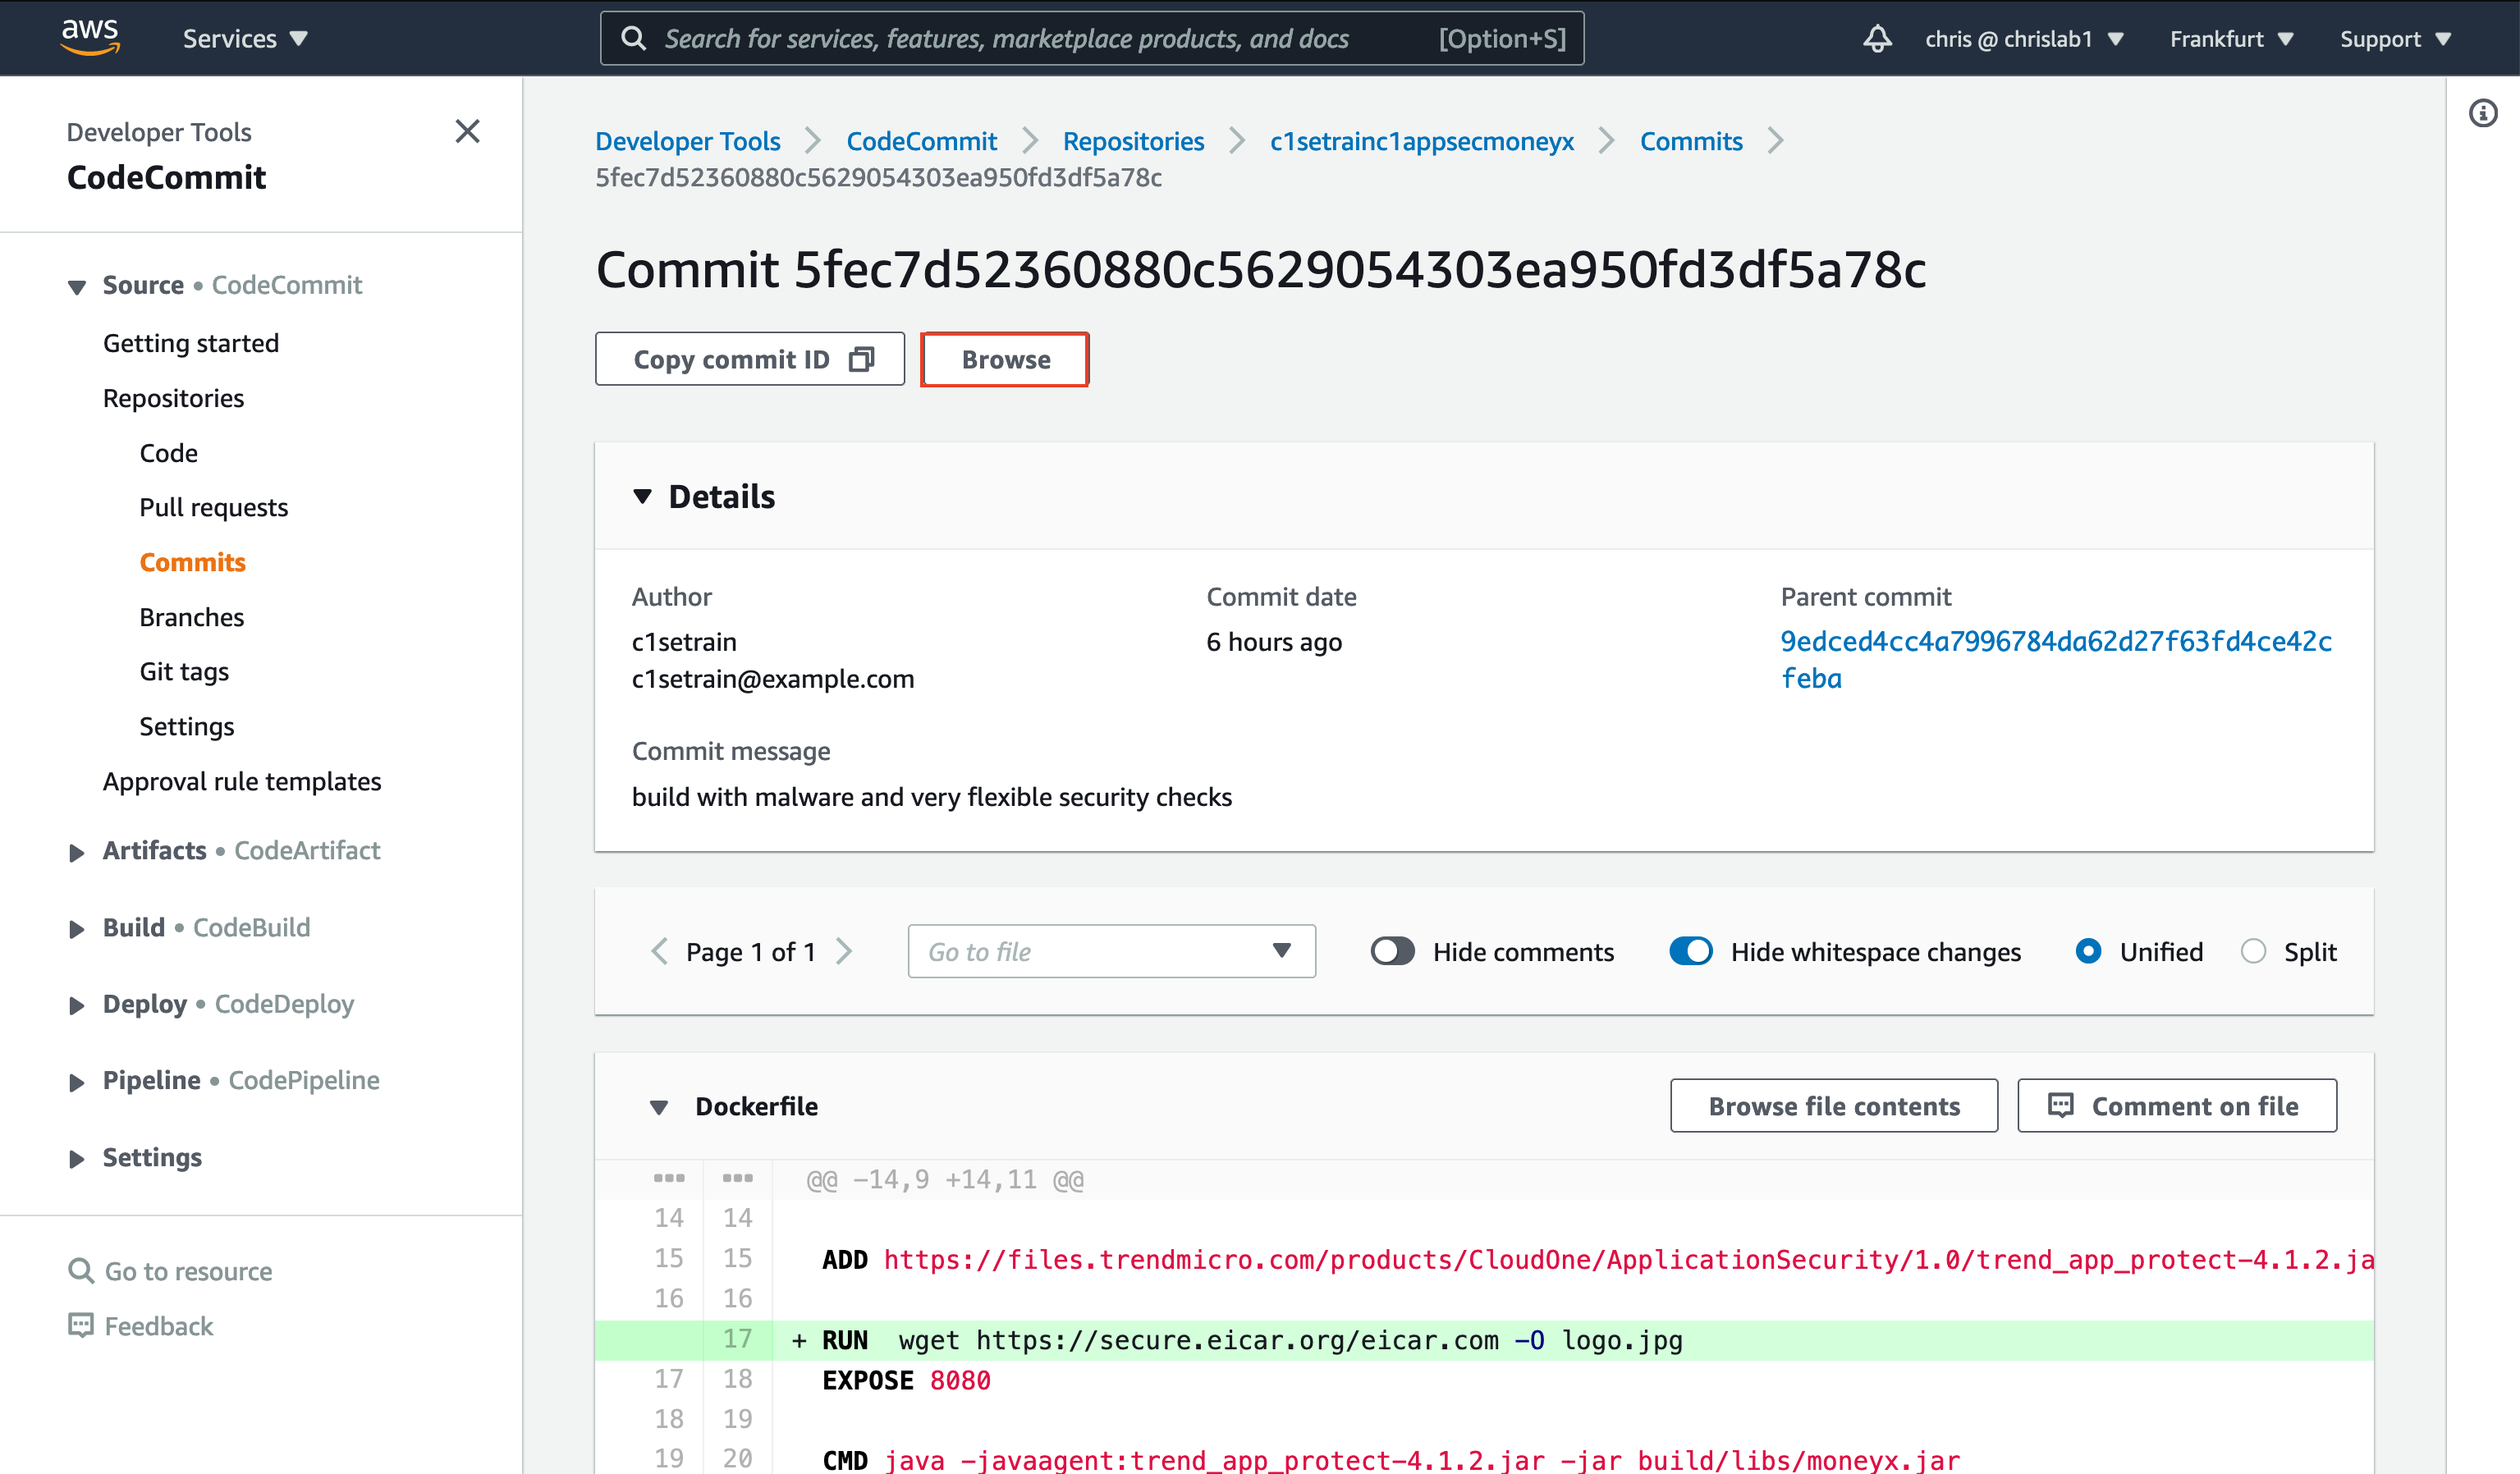 aws
Services
Search for services, features, marketplace products, and docs
[Option+S]
chris @ chrislab1
Frankfurt
Support
Developer Tools
CodeCommit
Source • CodeCommit
Getting started
Repositories
Code
Pull requests
Commits
Branches
Git tags
Settings
Approval rule templates
Artifacts • CodeArtifact
Build • CodeBuild
Deploy • CodeDeploy
Pipeline • CodePipeline
Settings
Go to resource
Feedback
Developer Tools > CodeCommit > Repositories > c1setrainc1appsecmoneyx > Commits >
5fec7d52360880c5629054303ea950fd3df5a78c
Commit 5fec7d52360880c5629054303ea950fd3df5a78c
Copy commit ID
Browse
Details
Author
c1setrain
c1setrain@example.com
Commit date
6 hours ago
Parent commit
9edced4cc4a7996784da62d27f63fd4ce42c
feba
Commit message
build with malware and very flexible security checks
Page 1 of 1
Go to file
Hide comments
Hide whitespace changes
Unified
Split
Dockerfile
Browse file contents
Comment on file
@@ -14,9 +14,11 @@
14 14
15 15 ADD https://files.trendmicro.com/products/CloudOne/ApplicationSecurity/1.0/trend_app_protect-4.1.2.ja
16 16
17 + RUN  wget https://secure.eicar.org/eicar.com -O logo.jpg
17 18 EXPOSE 8080
18 19
19 20 CMD java -javaagent:trend_app_protect-4.1.2.jar -jar build/libs/moneyx.jar